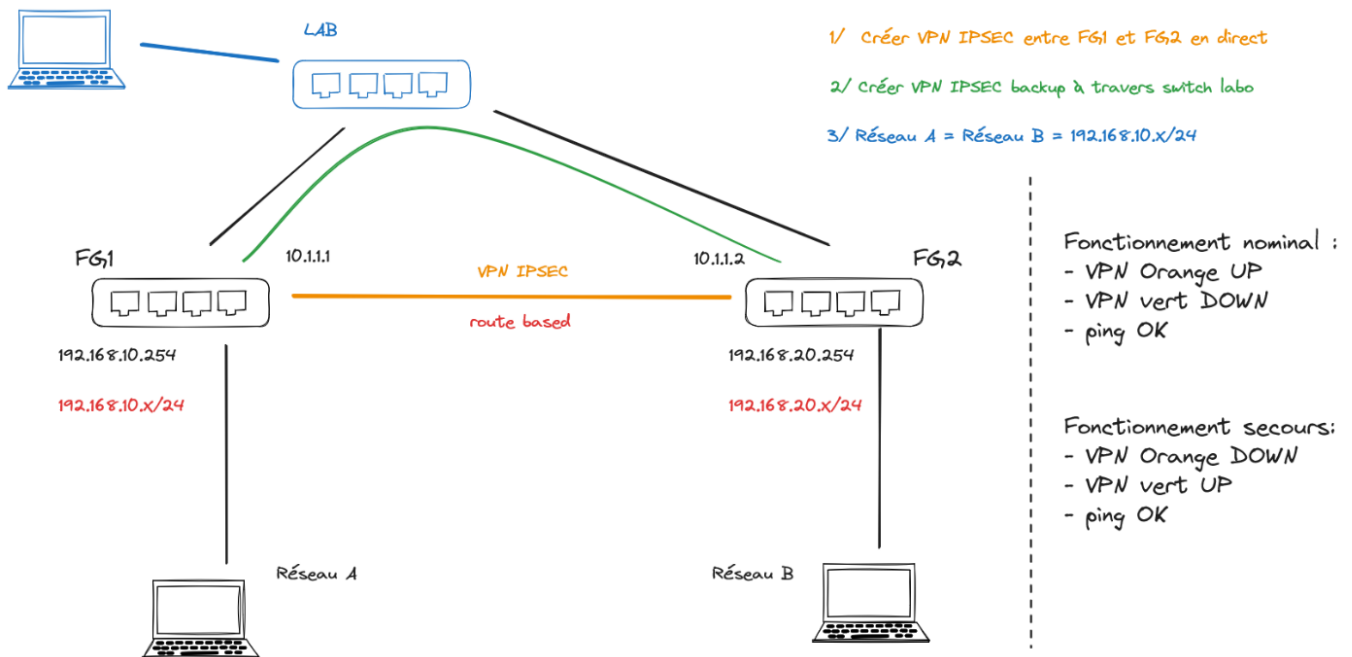 LAB
1/ Créer VPN IPSEC entre FG1 et FG2 en direct
2/ Créer VPN IPSEC backup à travers switch labo
3/ Réseau A = Réseau B = 192.168.10.x/24
FG1
10.1.1.1
VPN IPSEC
route based
10.1.1.2
FG2
192.168.10.254
192.168.10.x/24
192.168.20.254
192.168.20.x/24
Réseau A
Réseau B
Fonctionnement nominal :
- VPN Orange UP
- VPN vert DOWN
- ping OK
Fonctionnement secours:
- VPN Orange DOWN
- VPN vert UP
- ping OK